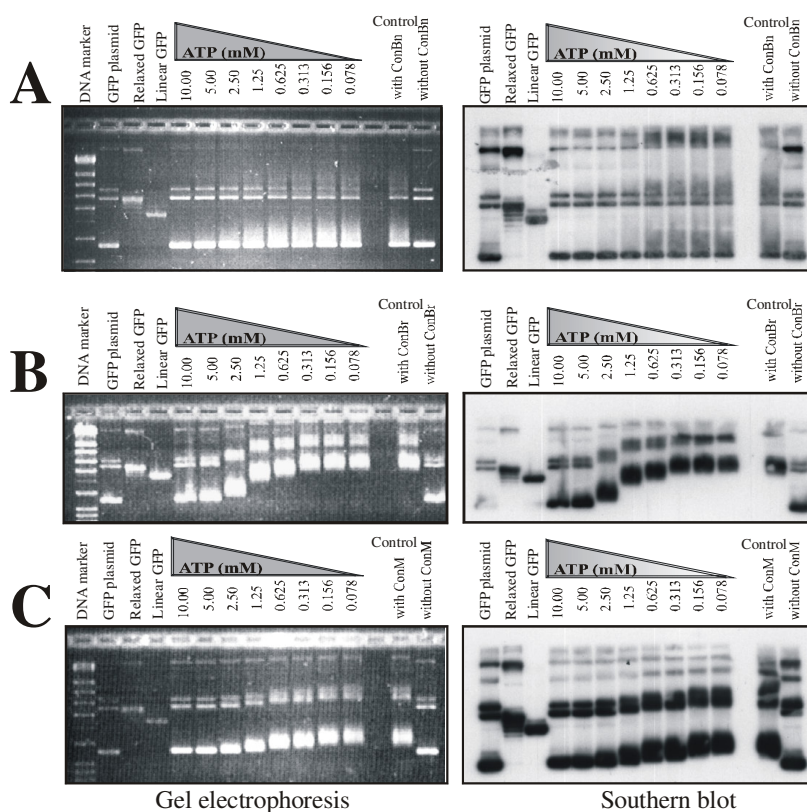 A
DNA marker
GFP plasmid
Relaxed GFP
Linear GFP
ATP (mM)
10.00
5.00
2.50
1.25
0.625
0.313
0.156
0.078
Control
with ConBn
without ConBn
GFP plasmid
Relaxed GFP
Linear GFP
ATP (mM)
10.00
5.00
2.50
1.25
0.625
0.313
0.156
0.078
Control
with ConBn
without ConBn
B
DNA marker
GFP plasmid
Relaxed GFP
Linear GFP
ATP (mM)
10.00
5.00
2.50
1.25
0.625
0.313
0.156
0.078
Control
with ConBr
without ConBr
GFP plasmid
Relaxed GFP
Linear GFP
ATP (mM)
10.00
5.00
2.50
1.25
0.625
0.313
0.156
0.078
Control
with ConBr
without ConBr
C
DNA marker
GFP plasmid
Relaxed GFP
Linear GFP
ATP (mM)
10.00
5.00
2.50
1.25
0.625
0.313
0.156
0.078
Control
with ConM
without ConM
GFP plasmid
Relaxed GFP
Linear GFP
ATP (mM)
10.00
5.00
2.50
1.25
0.625
0.313
0.156
0.078
Control
with ConM
without ConM
Gel electrophoresis
Southern blot